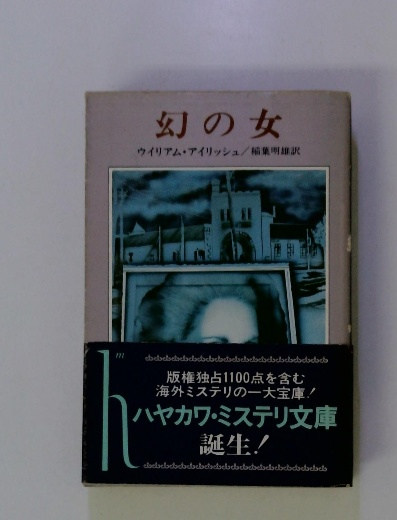 幻の女
ウイリアム・アイリッシュ/稲葉明雄訳
hm
版権独占1100点を含む
海外ミステリの一大宝庫!
ハヤカワ・ミステリ文庫
誕生!